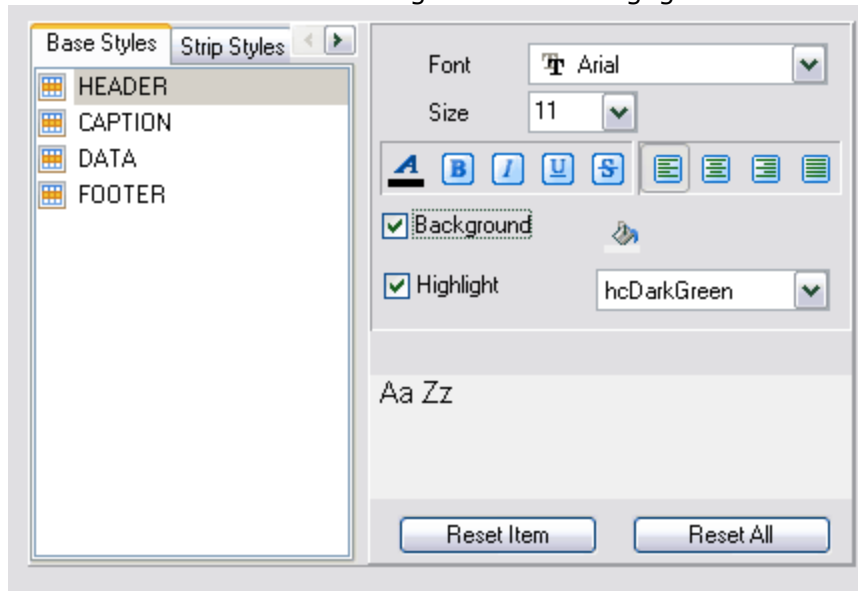 Base Styles Strip Styles
HEADER
CAPTION
DATA
FOOTER
Font Arial
Size 11
A B I U S
Background
Highlight hcDarkGreen
Aa Zz
Reset Item Reset All